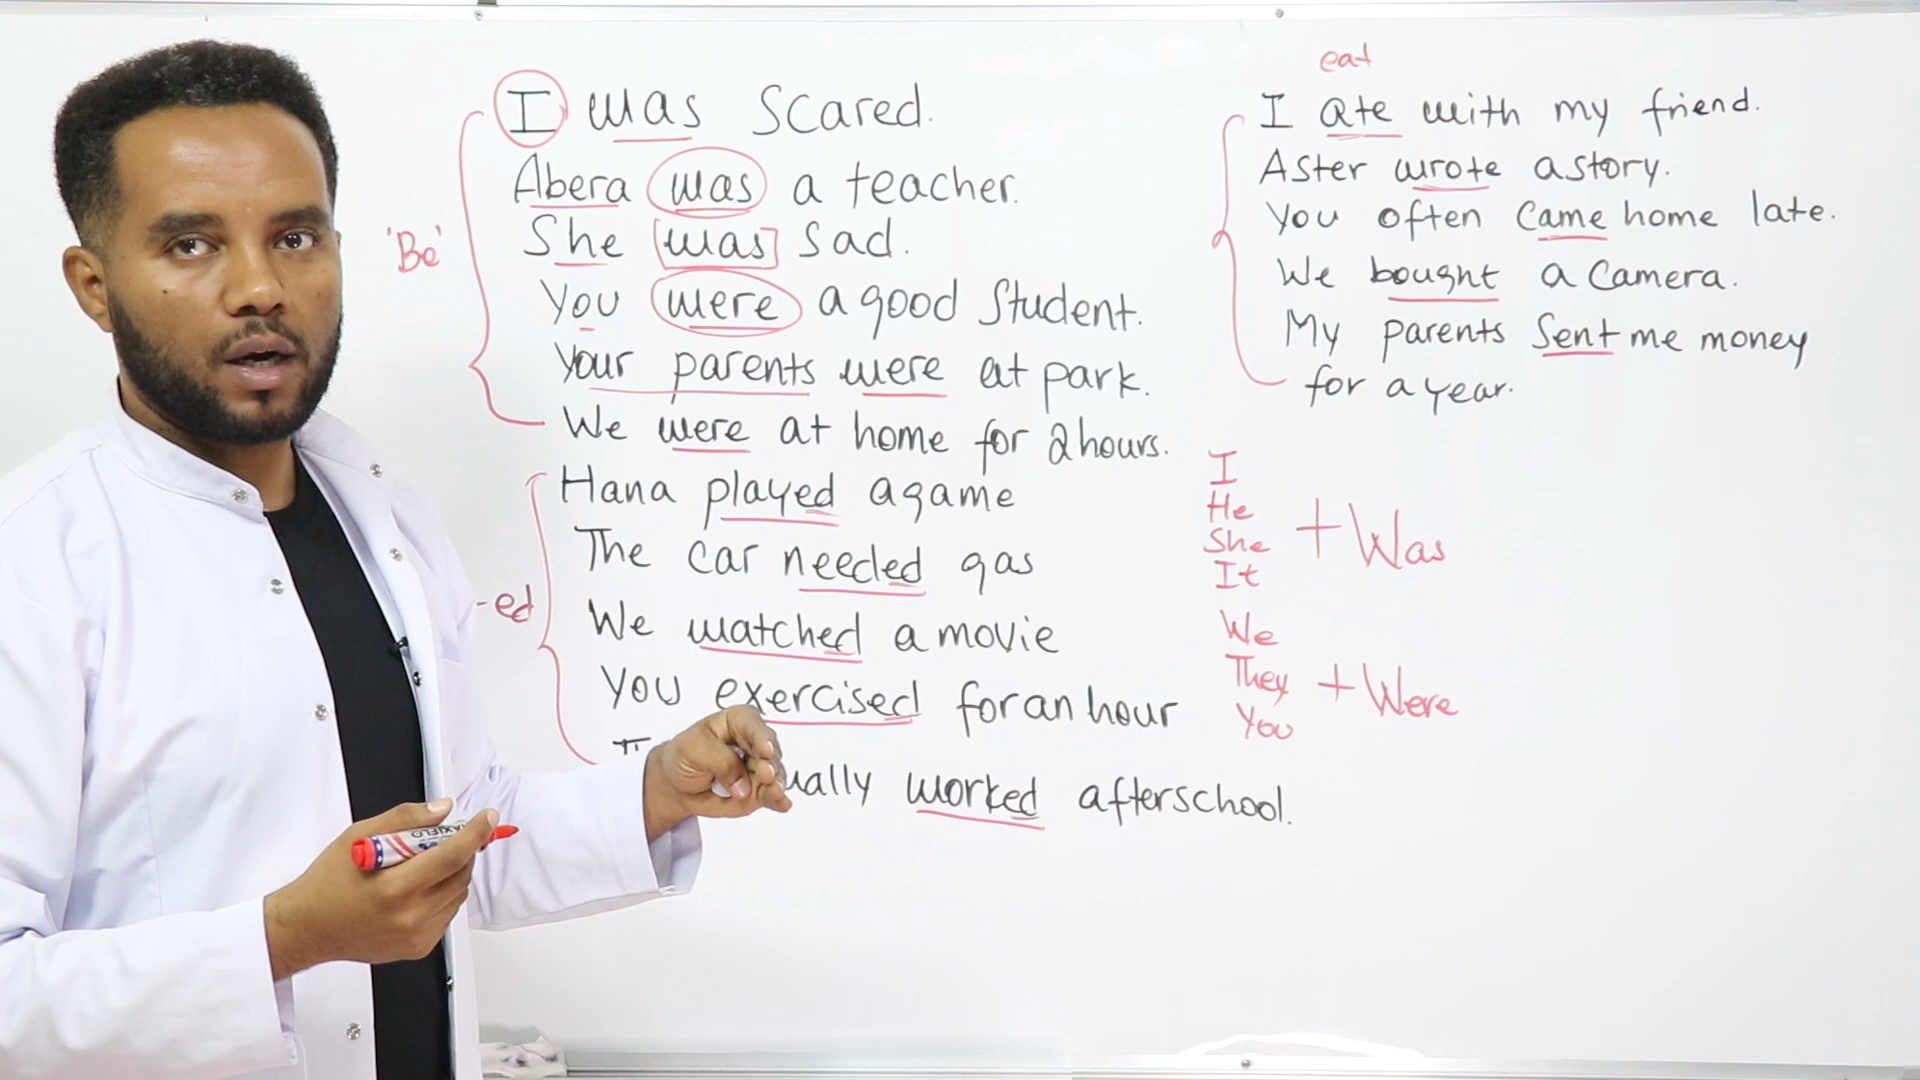 I was scared.
Abera was a teacher.
She was sad.
You were a good student.
Your parents were at park.
We were at home for 2 hours.
'Be'
Hana played a game
The car needed gas
We watched a movie
You exercised for an hour
worked after school.
-ed
eat
I ate with my friend.
Aster wrote a story.
You often came home late.
We bought a camera.
My parents sent me money
for a year.
I
He
She
It
+ Was
We
They
You
+ Were